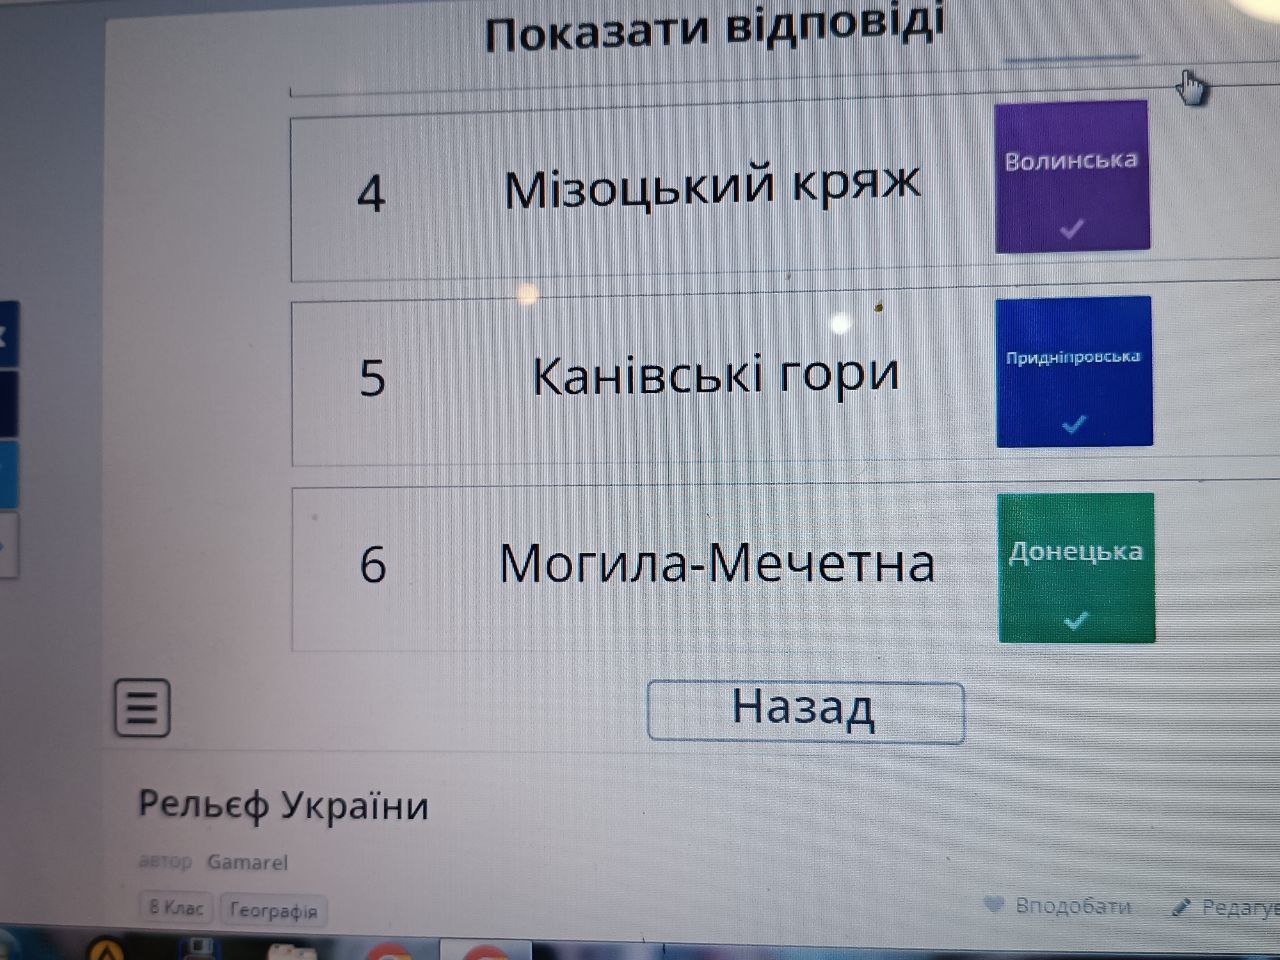 Показати відповіді
4 Мізоцький кряж Волинська
5 Канівські гори Придніпровська
6 Могила-Мечетна Донецька
Назад
Рельєф України
автор Gamarel
8 Клас Географія
Вподобати